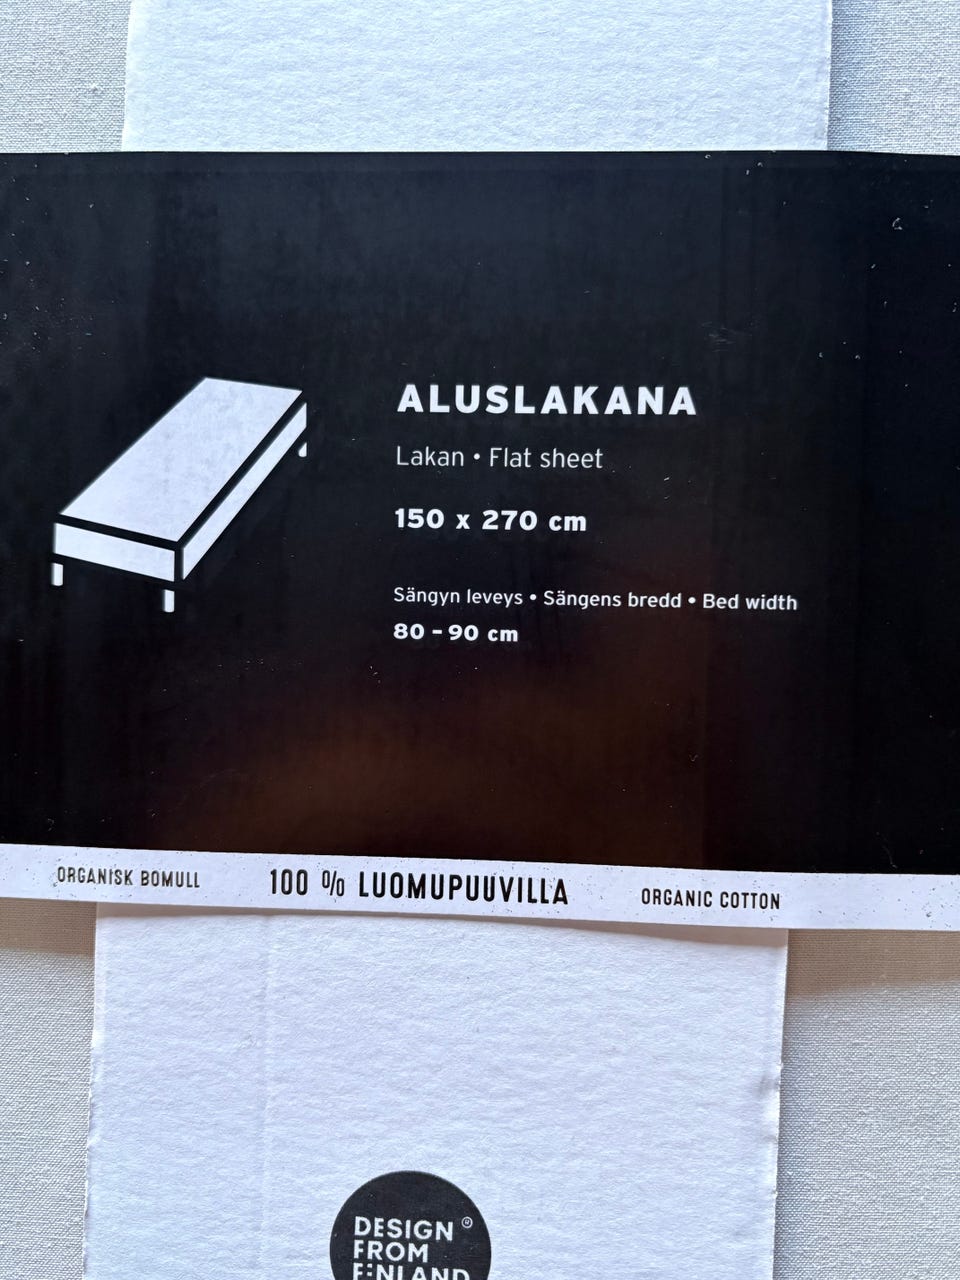 ALUSLAKANA
Lakan • Flat sheet
150 x 270 cm
Sängyn leveys • Sängens bredd • Bed width
80 – 90 cm
ORGANISK BOMULL 100 % LUOMUPUUVILLA ORGANIC COTTON
DESIGN ®
FROM
FINLAND